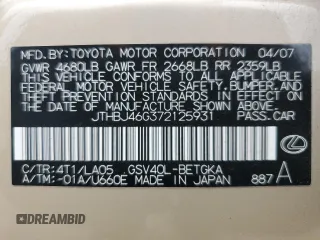 MFD. BY: TOYOTA MOTOR CORPORATION 04/07
GVWR 4680LB GAWR FR 2668LB RR 2359LB
THIS VEHICLE CONFORMS TO ALL APPLICABLE
FEDERAL MOTOR VEHICLE SAFETY, BUMPER, AND
THEFT PREVENTION STANDARDS IN EFFECT ON
THE DATE OF MANUFACTURE SHOWN ABOVE.
JTHBJ46G372125931 PASS.CAR
C/TR: 4T1/LA05 GSV40L-BETGKA
A/TM: -01A/U660E MADE IN JAPAN 887 A
© DREAMBID